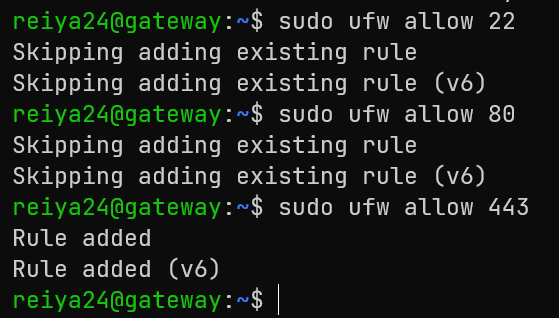 reiya24@gateway:~$ sudo ufw allow 22
Skipping adding existing rule
Skipping adding existing rule (v6)
reiya24@gateway:~$ sudo ufw allow 80
Skipping adding existing rule
Skipping adding existing rule (v6)
reiya24@gateway:~$ sudo ufw allow 443
Rule added
Rule added (v6)
reiya24@gateway:~$